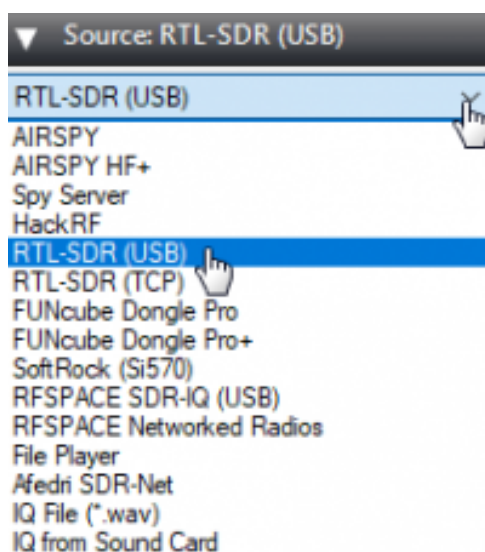 Source: RTL-SDR (USB)
RTL-SDR (USB)
AIRSPY
AIRSPY HF+
Spy Server
HackRF
RTL-SDR (USB)
RTL-SDR (TCP)
FUNcube Dongle Pro
FUNcube Dongle Pro+
SoftRock (Si570)
RFSPACE SDR-IQ (USB)
RFSPACE Networked Radios
File Player
Afedri SDR-Net
IQ File (*.wav)
IQ from Sound Card